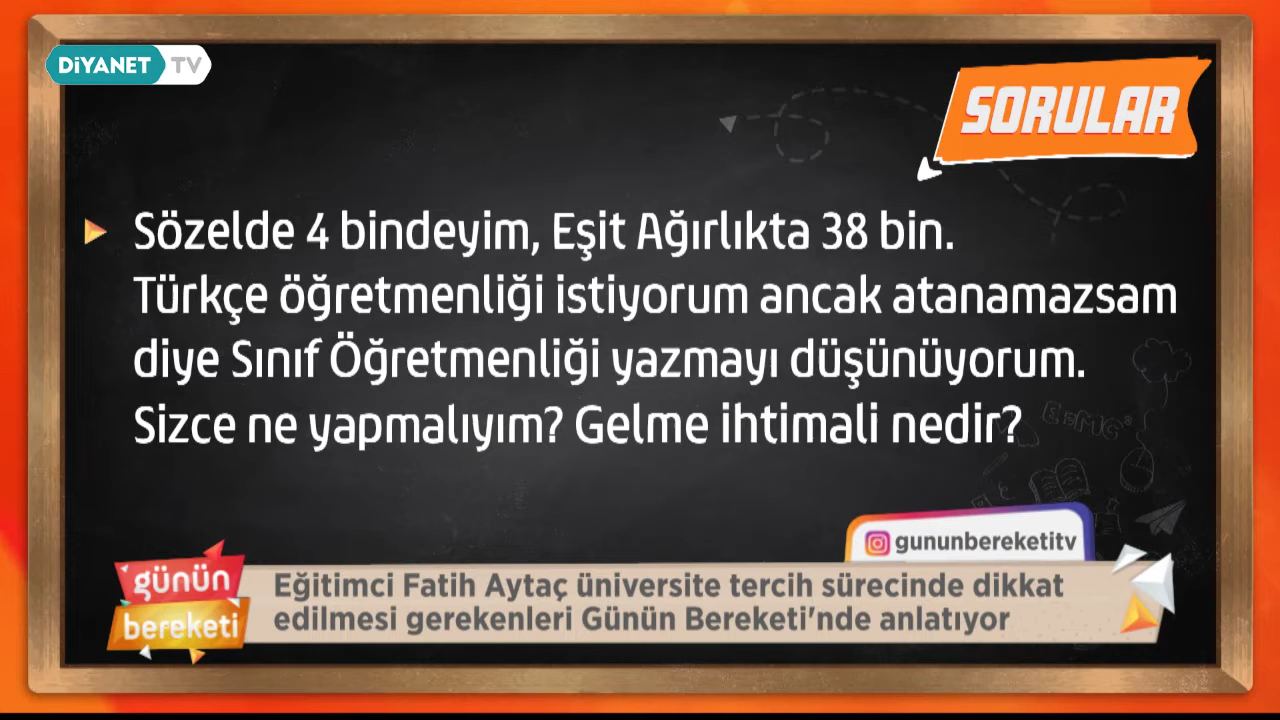 DİYANET TV
SORULAR
Sözelde 4 bindeyim, Eşit Ağırlıkta 38 bin.
Türkçe öğretmenliği istiyorum ancak atanamazsam
diye Sınıf Öğretmenliği yazmayı düşünüyorum.
Sizce ne yapmalıyım? Gelme ihtimali nedir?
E=MC²
gununbereketitv
günün
bereketi
Eğitimci Fatih Aytaç üniversite tercih sürecinde dikkat
edilmesi gerekenleri Günün Bereketi'nde anlatıyor